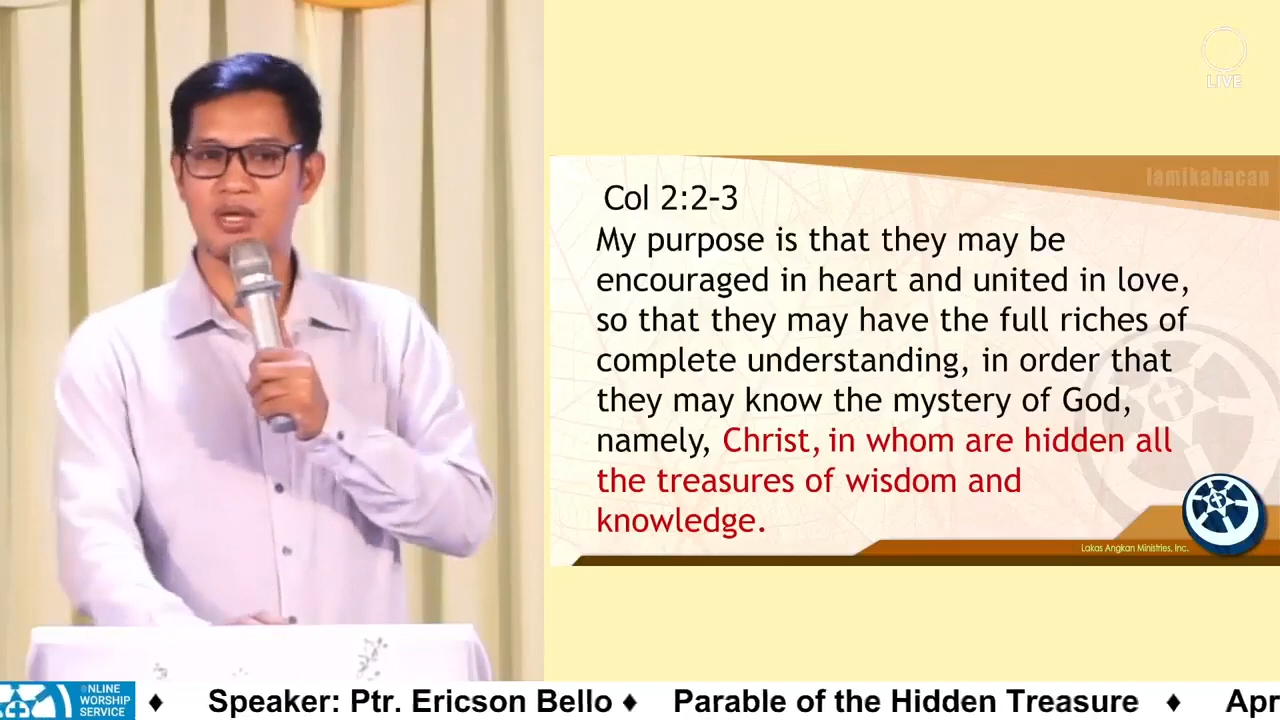 LIVE
lamikabacan
Col 2:2-3
My purpose is that they may be
encouraged in heart and united in love,
so that they may have the full riches of
complete understanding, in order that
they may know the mystery of God,
namely, Christ, in whom are hidden all
the treasures of wisdom and
knowledge.
Lakas Angkan Ministries, Inc.
ONLINE
WORSHIP
SERVICE
♦ Speaker: Ptr. Ericson Bello ♦ Parable of the Hidden Treasure ♦ Apr